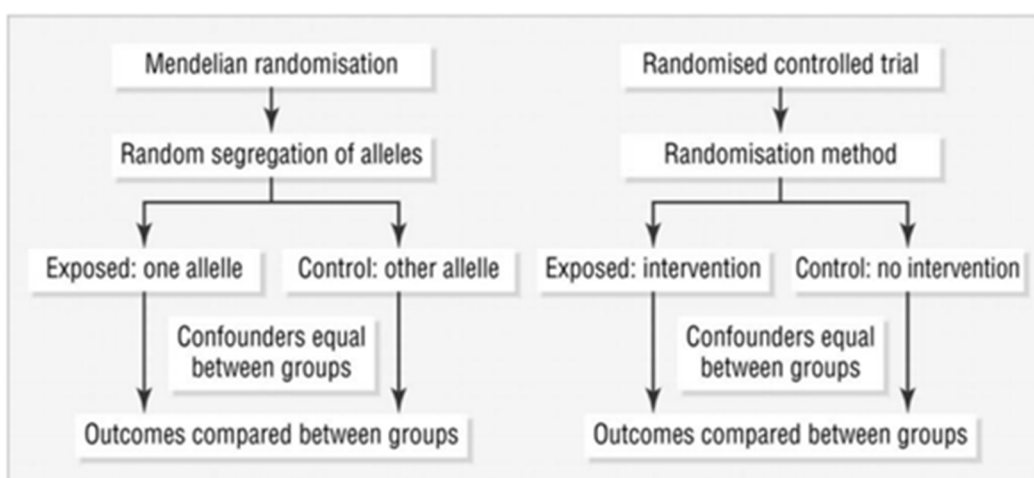 Mendelian randomisation
Random segregation of alleles
Exposed: one allele
Control: other allele
Confounders equal
between groups
Outcomes compared between groups
Randomised controlled trial
Randomisation method
Exposed: intervention
Control: no intervention
Confounders equal
between groups
Outcomes compared between groups